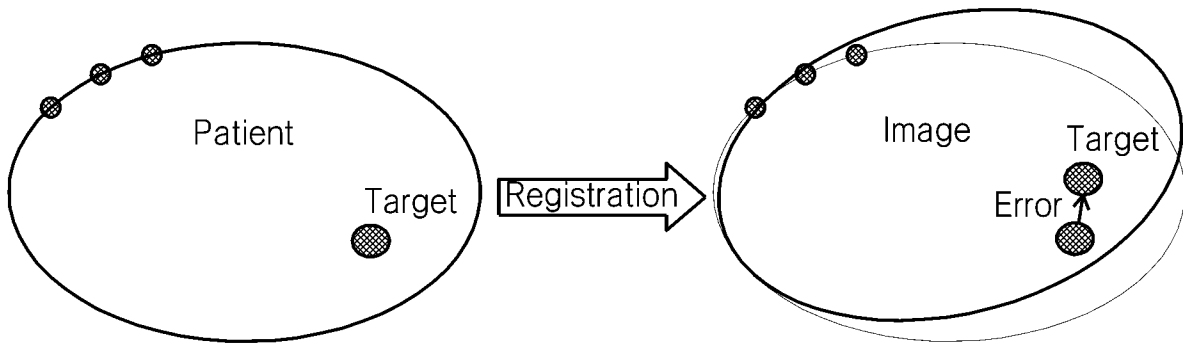 Patient
Target
Registration
Image
Target
Error